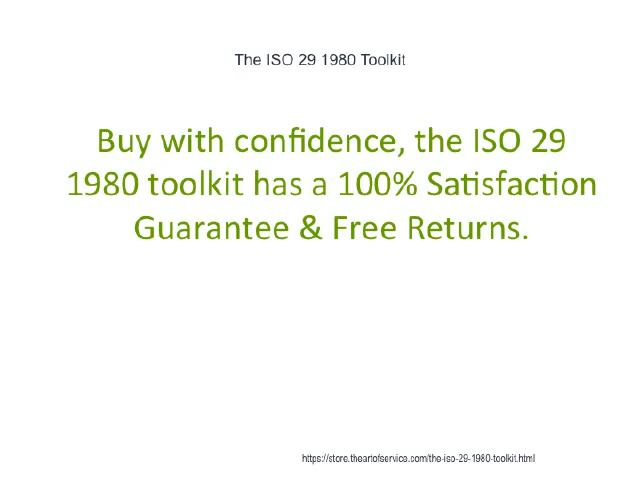 The ISO 29 1980 Toolkit
Buy with confidence, the ISO 29
1980 toolkit has a 100% Satisfaction
Guarantee & Free Returns.
https://store.theartofservice.com/the-iso-29-1980-toolkit.html